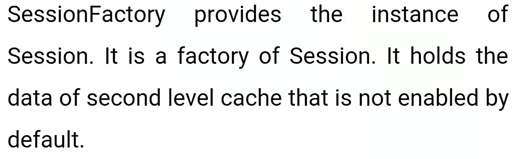 SessionFactory provides the instance of
Session. It is a factory of Session. It holds the
data of second level cache that is not enabled by
default.